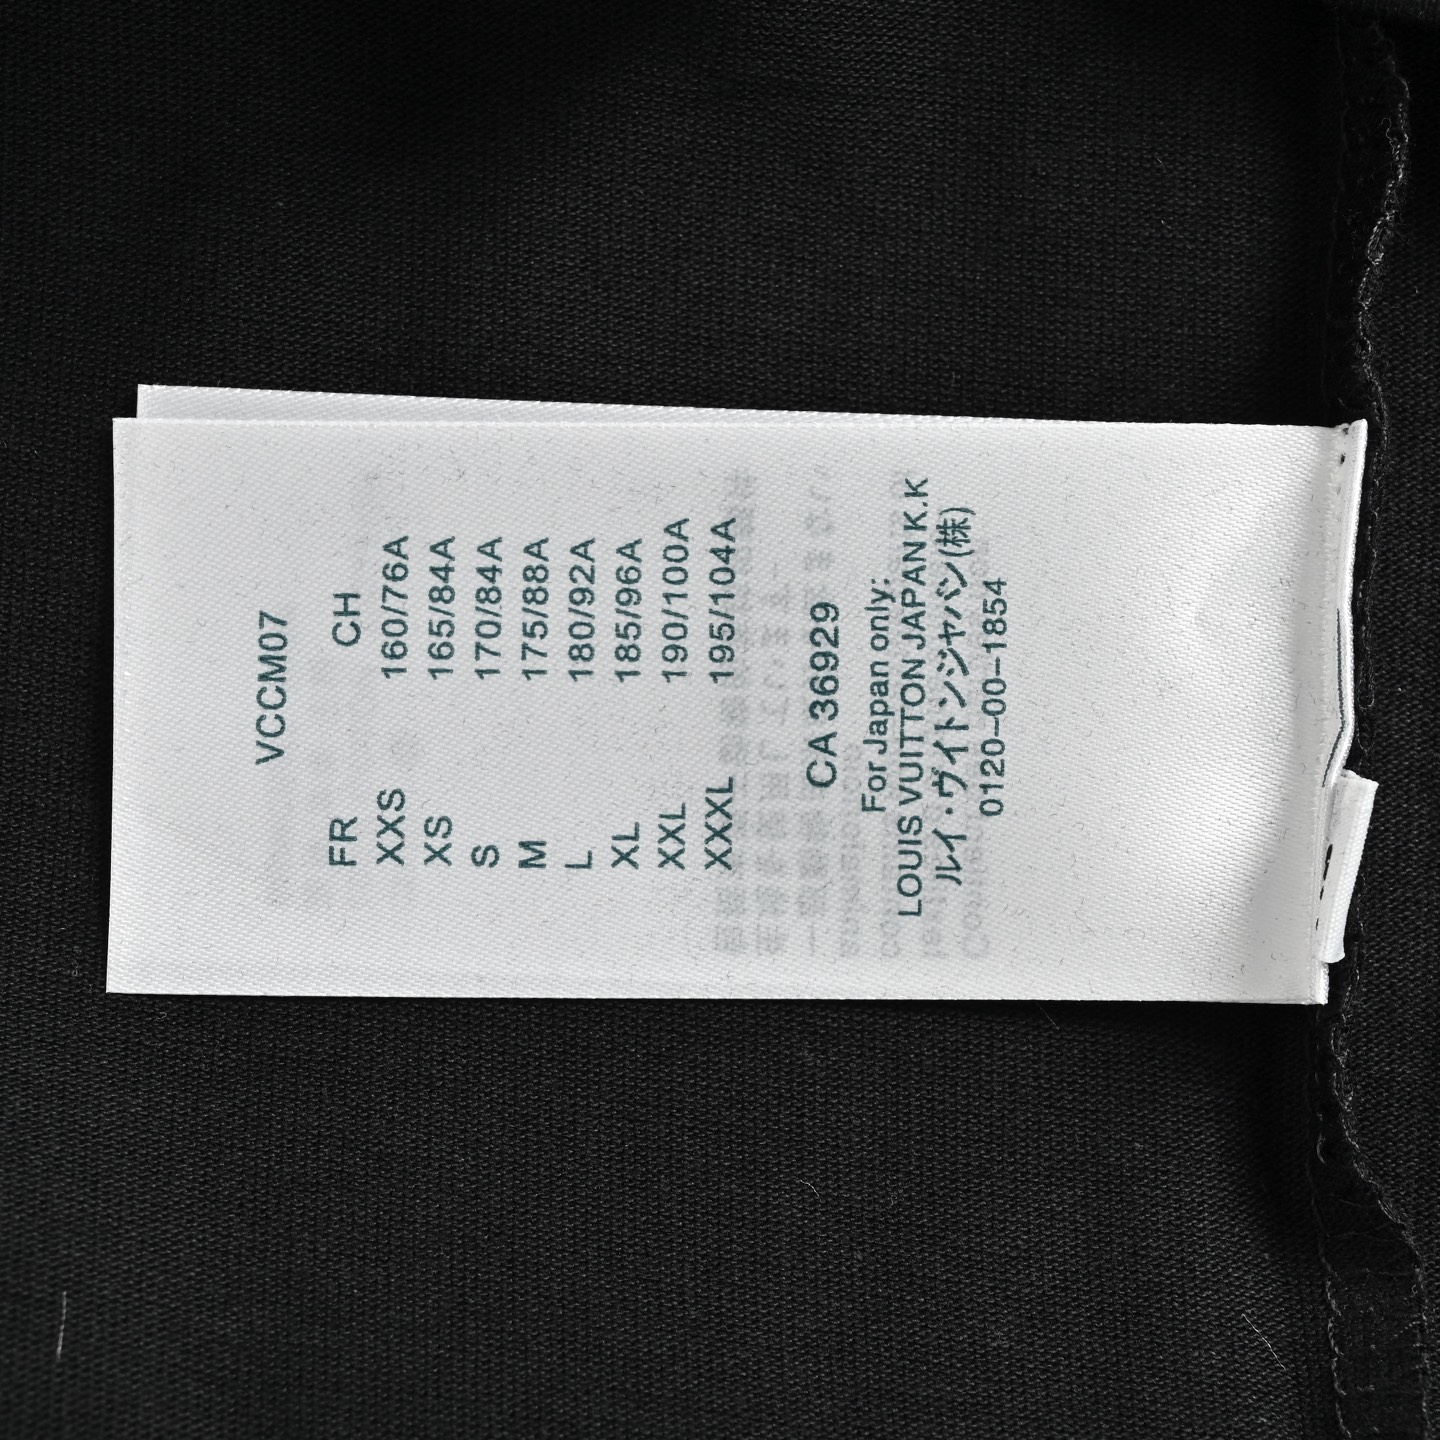 VCCM07
FR CH
XXS 160/76A
XS 165/84A
S 170/84A
M 175/88A
L 180/92A
XL 185/96A
XXL 190/100A
XXXL 195/104A
CA 36929
For Japan only:
LOUIS VUITTON JAPAN K.K
ルイ・ヴィトンジャパン(株)
0120-00-1854